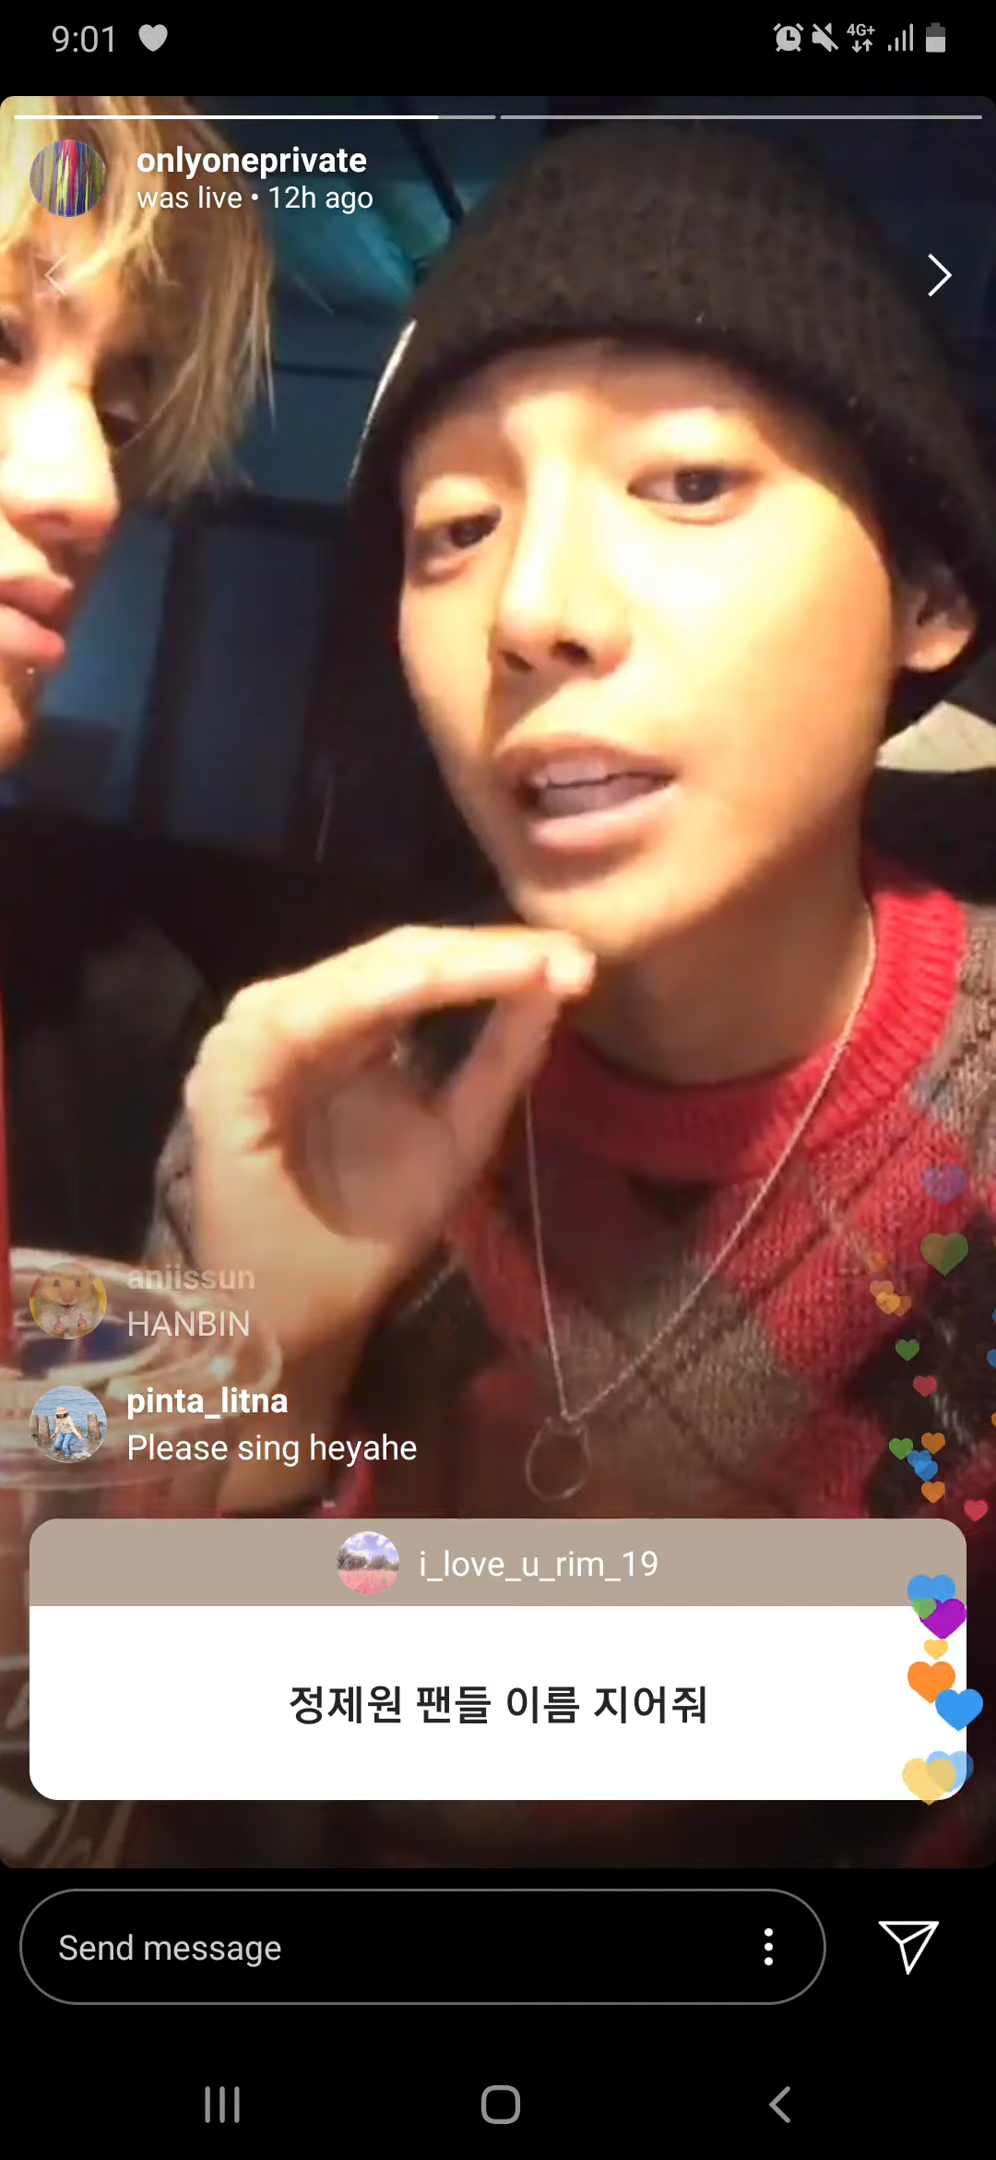 9:01
4G+
onlyoneprivate
was live • 12h ago
aniissun
HANBIN
pinta_litna
Please sing heyahe
i_love_u_rim_19
정제원 팬들 이름 지어줘
Send message